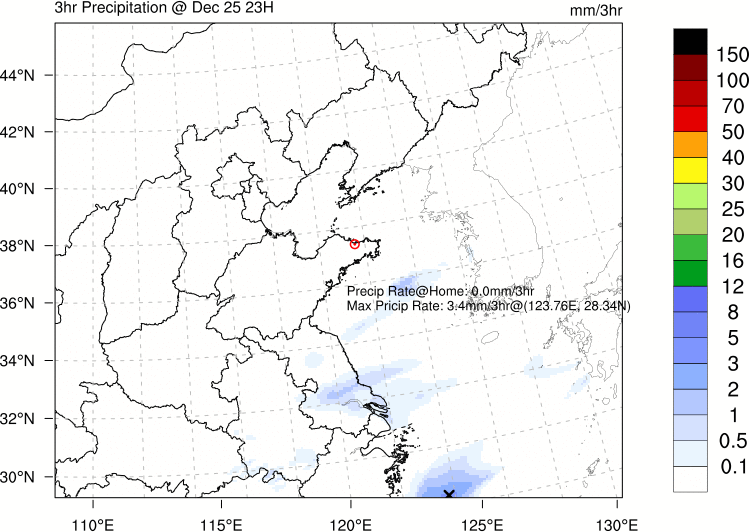 3hr Precipitation @ Dec 25 23H
mm/3hr
44°N
42°N
40°N
38°N
36°N
34°N
32°N
30°N
Precip Rate@Home: 0.0mm/3hr
Max Pricip Rate: 3.4mm/3hr@(123.76E, 28.34N)
110°E
115°E
120°E
125°E
130°E
150
100
70
50
40
30
25
20
16
12
8
5
3
2
1
0.5
0.1